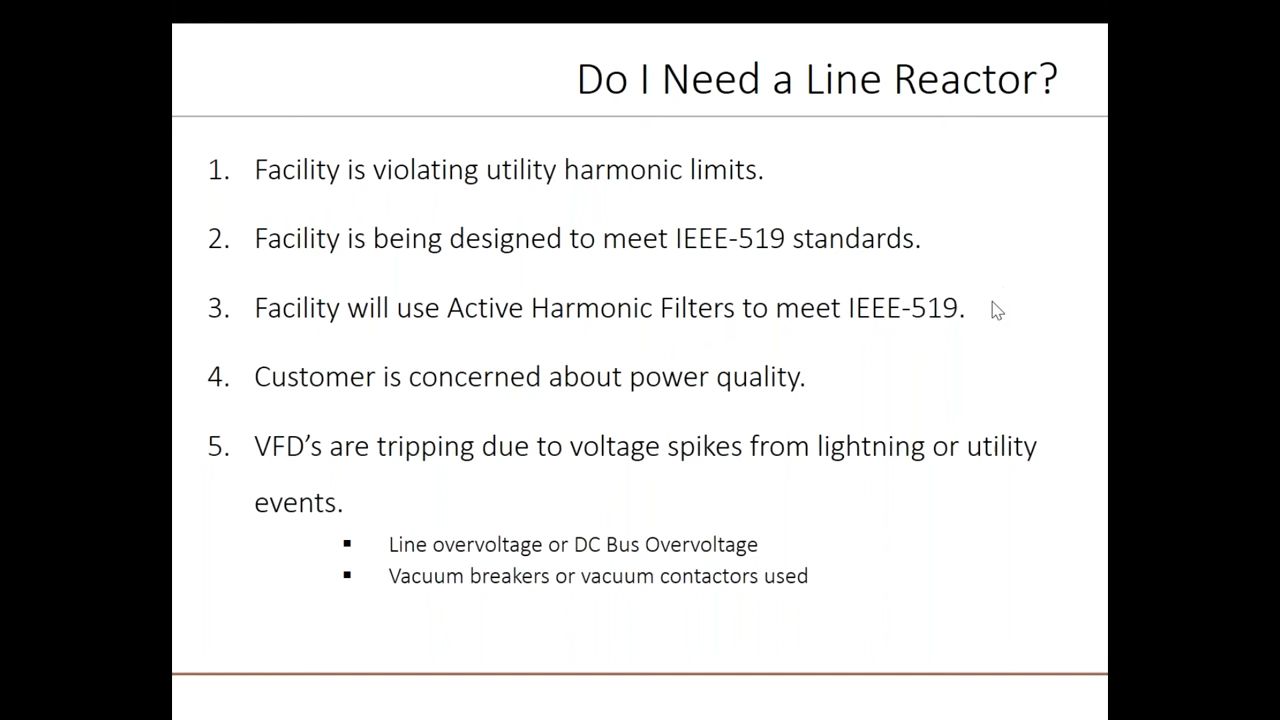 Do I Need a Line Reactor?
1. Facility is violating utility harmonic limits.
2. Facility is being designed to meet IEEE-519 standards.
3. Facility will use Active Harmonic Filters to meet IEEE-519.
4. Customer is concerned about power quality.
5. VFD’s are tripping due to voltage spikes from lightning or utility
events.
▪ Line overvoltage or DC Bus Overvoltage
▪ Vacuum breakers or vacuum contactors used